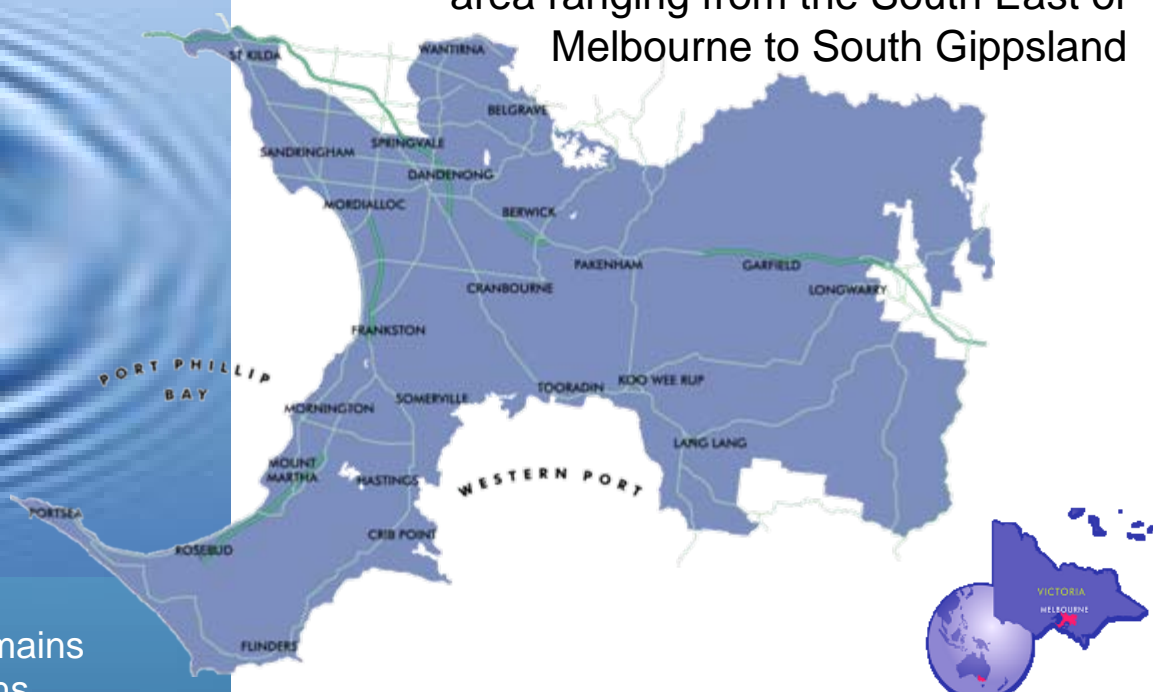 area ranging from the South East of
Melbourne to South Gippsland
ST KILDA
WANTIRNA
BELGRAVE
SPRINGVALE
SANDRINGHAM
DANDENONG
MORDIALLOC
BERWICK
PAKENHAM
GARFIELD
CRANBOURNE
LONGWARRY
FRANKSTON
PORT PHILLIP
BAY
TOORADIN
KOO WEE RUP
SOMERVILLE
MORNINGTON
LANG LANG
MOUNT
MARTHA
HASTINGS
WESTERN PORT
PORTSEA
CRIB POINT
ROSEBUD
VICTORIA
MELBOURNE
FLINDERS
mains